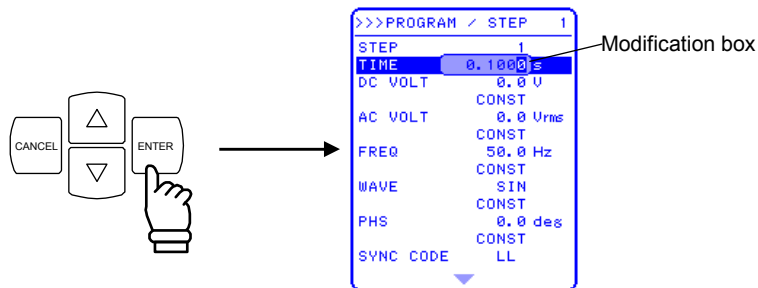 CANCEL
ENTER
>>>PROGRAM / STEP 1
STEP 1
TIME 0.1000 s
DC VOLT 0.0 V
CONST
AC VOLT 0.0 Vrms
CONST
FREQ 50.0 Hz
CONST
WAVE SIN
CONST
PHS 0.0 deg
CONST
SYNC CODE LL
Modification box